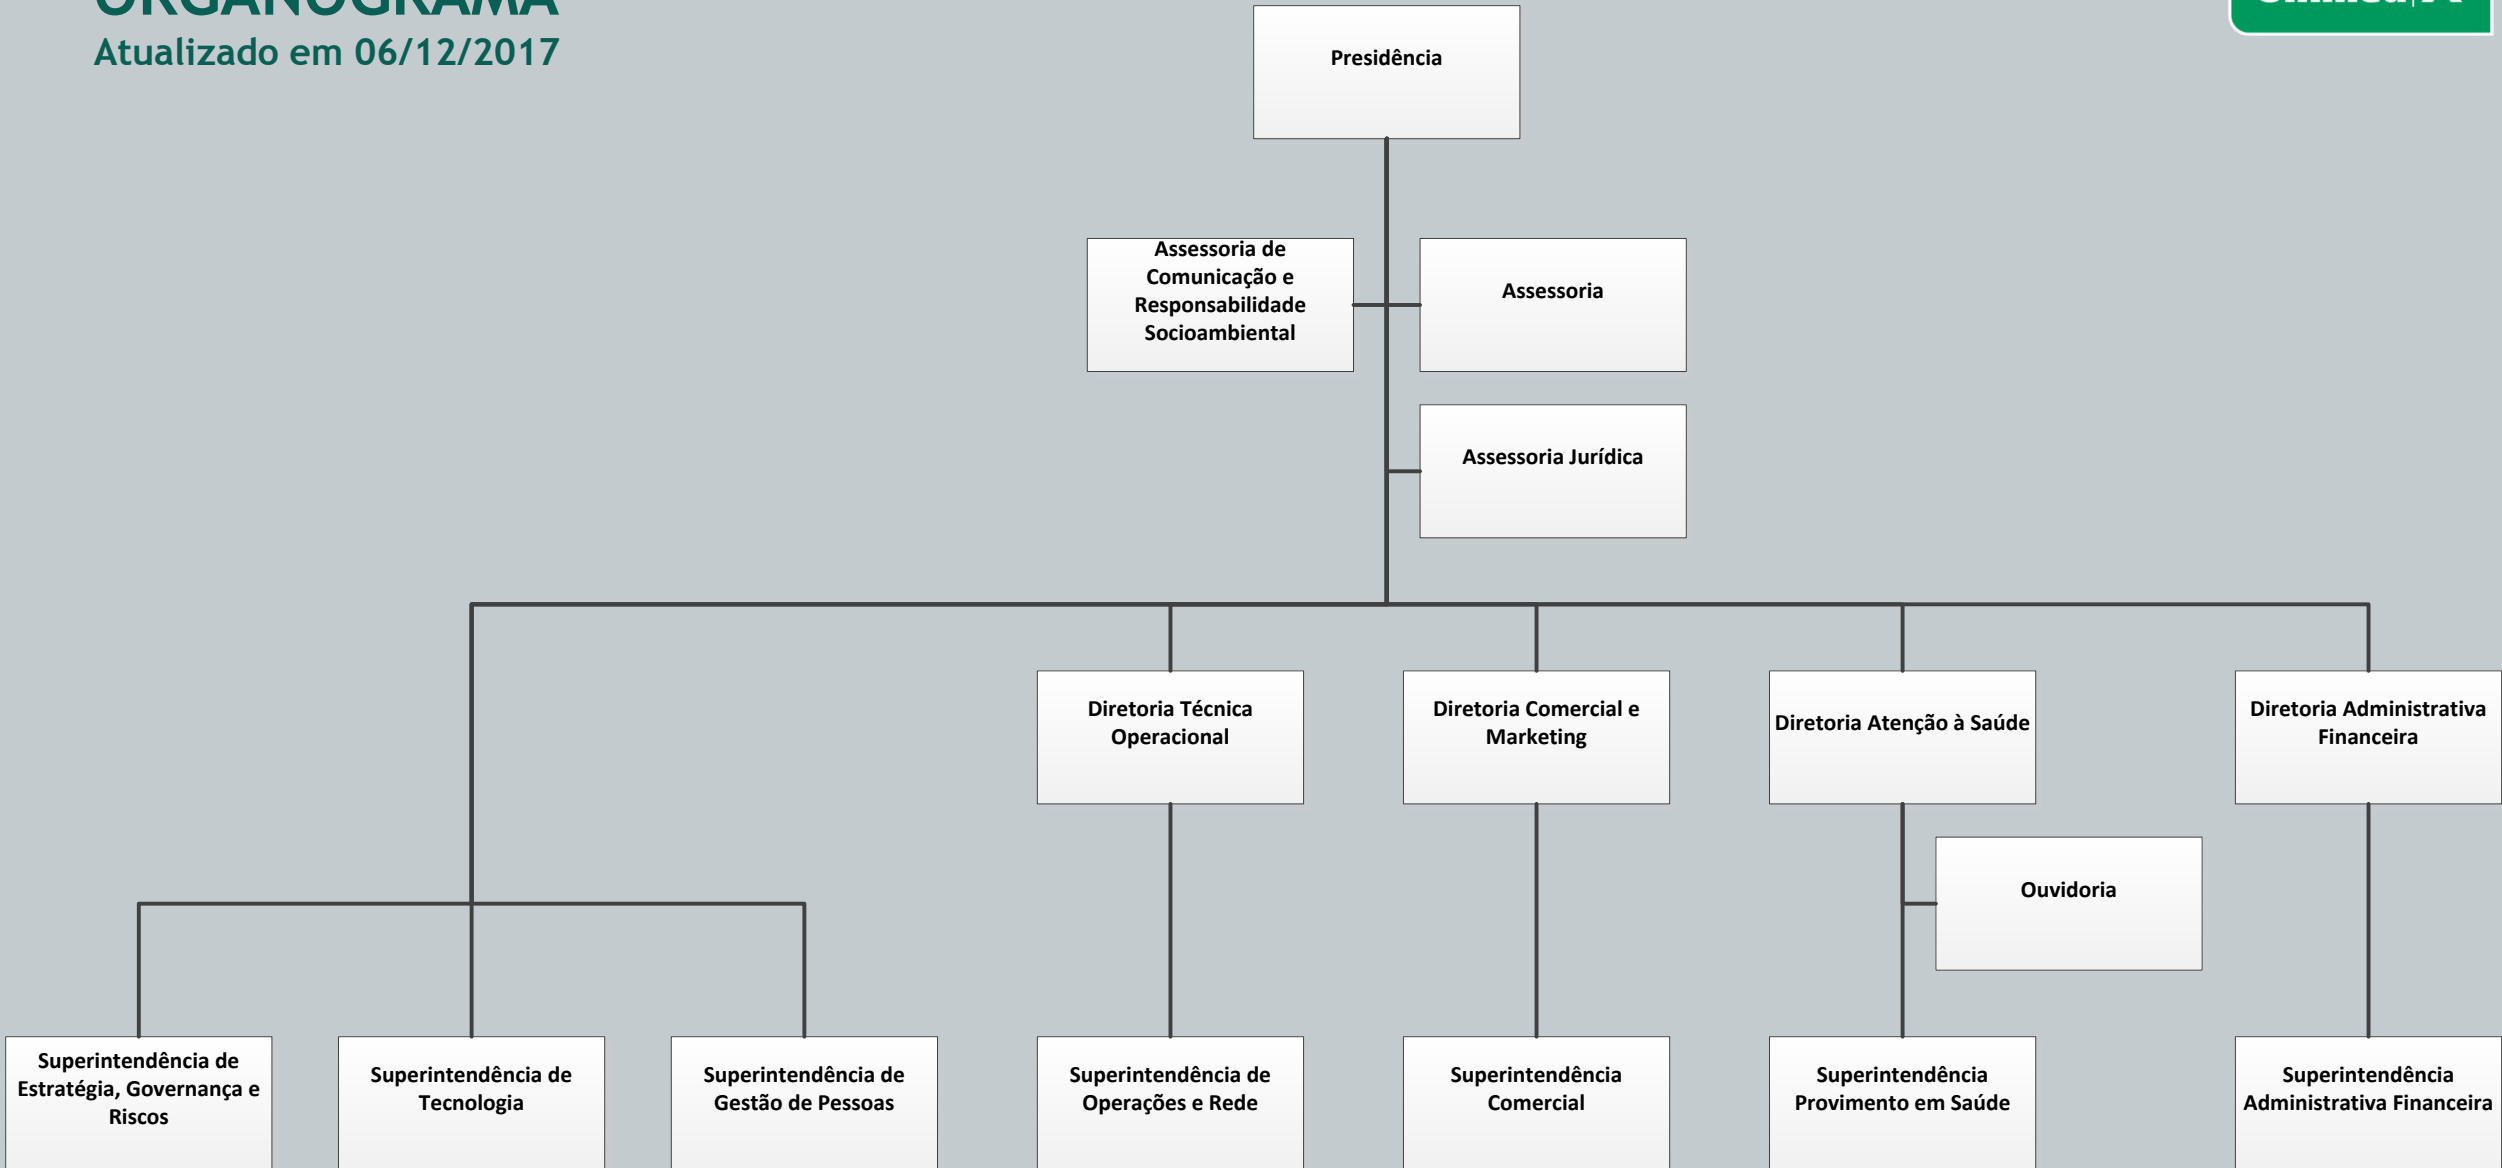 ORGANOGRAMA
Atualizado em 06/12/2017
Presidência
Assessoria de
Comunicação e
Responsabilidade
Socioambiental
Assessoria
Assessoria Jurídica
Diretoria Técnica
Operacional
Diretoria Comercial e
Marketing
Diretoria Atenção à Saúde
Diretoria Administrativa
Financeira
Ouvidoria
Superintendência de
Estratégia, Governança e
Riscos
Superintendência de
Tecnologia
Superintendência de
Gestão de Pessoas
Superintendência de
Operações e Rede
Superintendência
Comercial
Superintendência
Provimento em Saúde
Superintendência
Administrativa Financeira